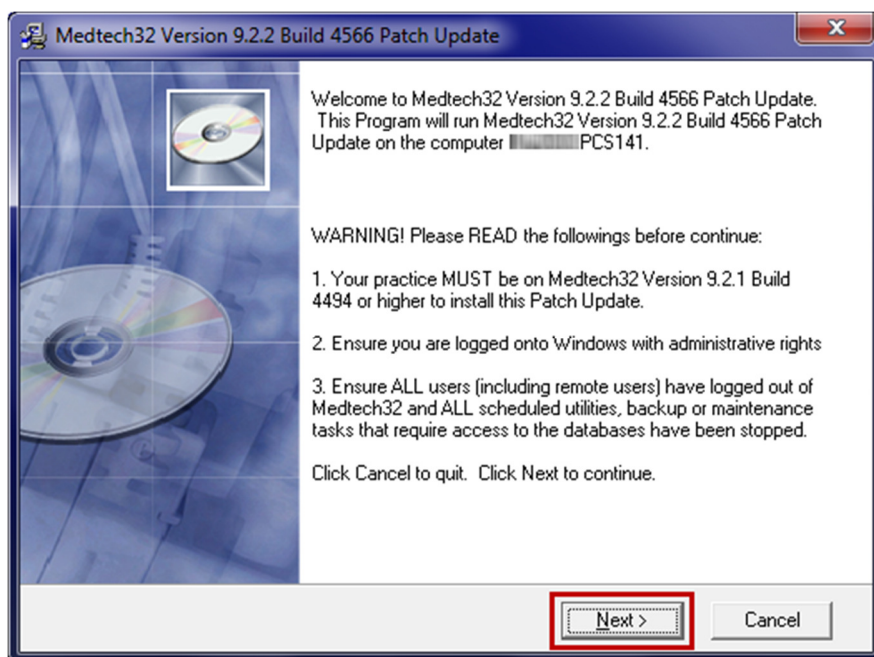 Medtech32 Version 9.2.2 Build 4566 Patch Update
Welcome to Medtech32 Version 9.2.2 Build 4566 Patch Update.
This Program will run Medtech32 Version 9.2.2 Build 4566 Patch
Update on the computer PCS141.
WARNING! Please READ the followings before continue:
1. Your practice MUST be on Medtech32 Version 9.2.1 Build
4494 or higher to install this Patch Update.
2. Ensure you are logged onto Windows with administrative rights
3. Ensure ALL users (including remote users) have logged out of
Medtech32 and ALL scheduled utilities, backup or maintenance
tasks that require access to the databases have been stopped.
Click Cancel to quit. Click Next to continue.
Next >
Cancel